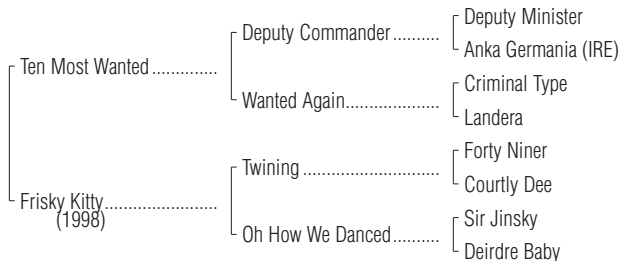 Deputy Minister
Deputy Commander..........
Anka Germania (IRE)
Ten Most Wanted..............
Criminal Type
Wanted Again....................
Landera
Forty Niner
Twining .............................
Courtly Dee
Frisky Kitty........................
(1998)
Sir Jinsky
Oh How We Danced..........
Deirdre Baby